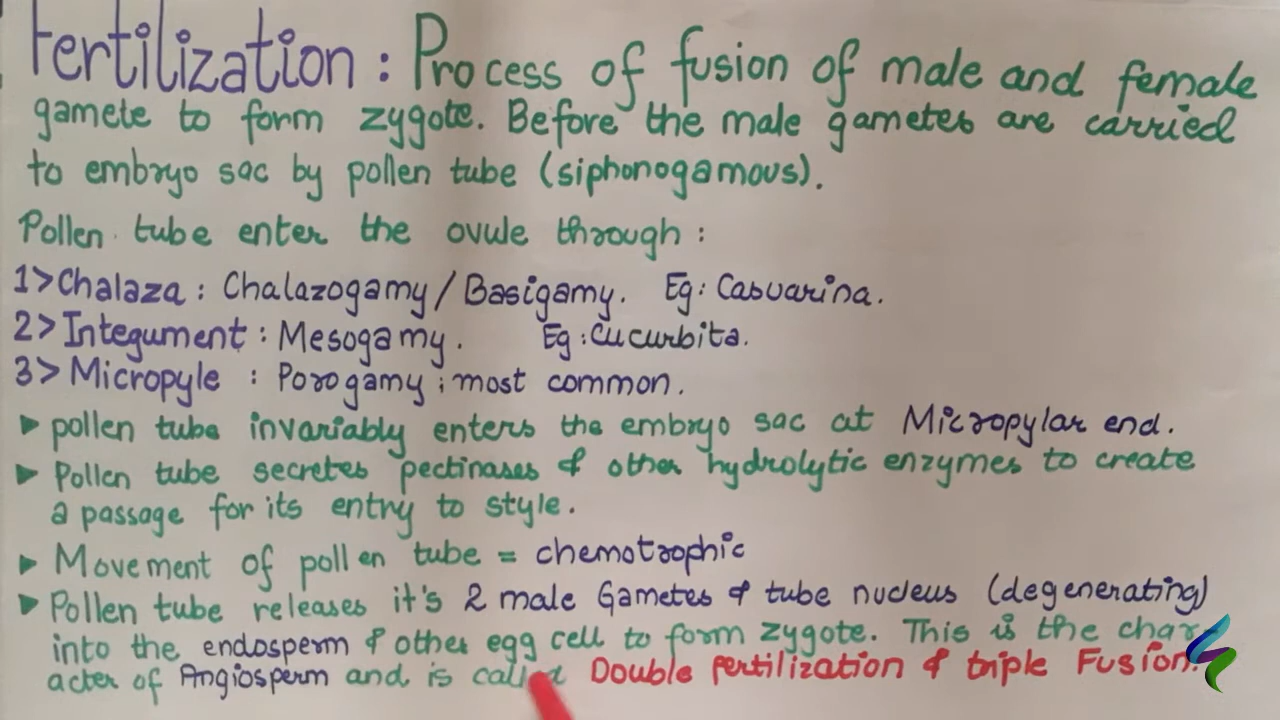 Fertilization : Process of fusion of male and female
gamete to form zygote. Before the male gametes are carried
to embryo sac by pollen tube (siphonogamous).
Pollen tube enter the ovule through :
1> Chalaza : Chalazogamy / Basigamy. Eg: Casuarina.
2> Integument : Mesogamy. Eg : Cucurbita.
3> Micropyle : Porogamy ; most common.
▶ pollen tube invariably enters the embryo sac at Micropylar end.
▶ Pollen tube secretes pectinases & other hydrolytic enzymes to create
a passage for its entry to style.
▶ Movement of pollen tube = chemotrophic
▶ Pollen tube releases it's 2 male Gametes & tube nucleus (degenerating)
into the endosperm & other egg cell to form zygote. This is the char
acter of Angiosperm and is called Double fertilization & triple Fusion.